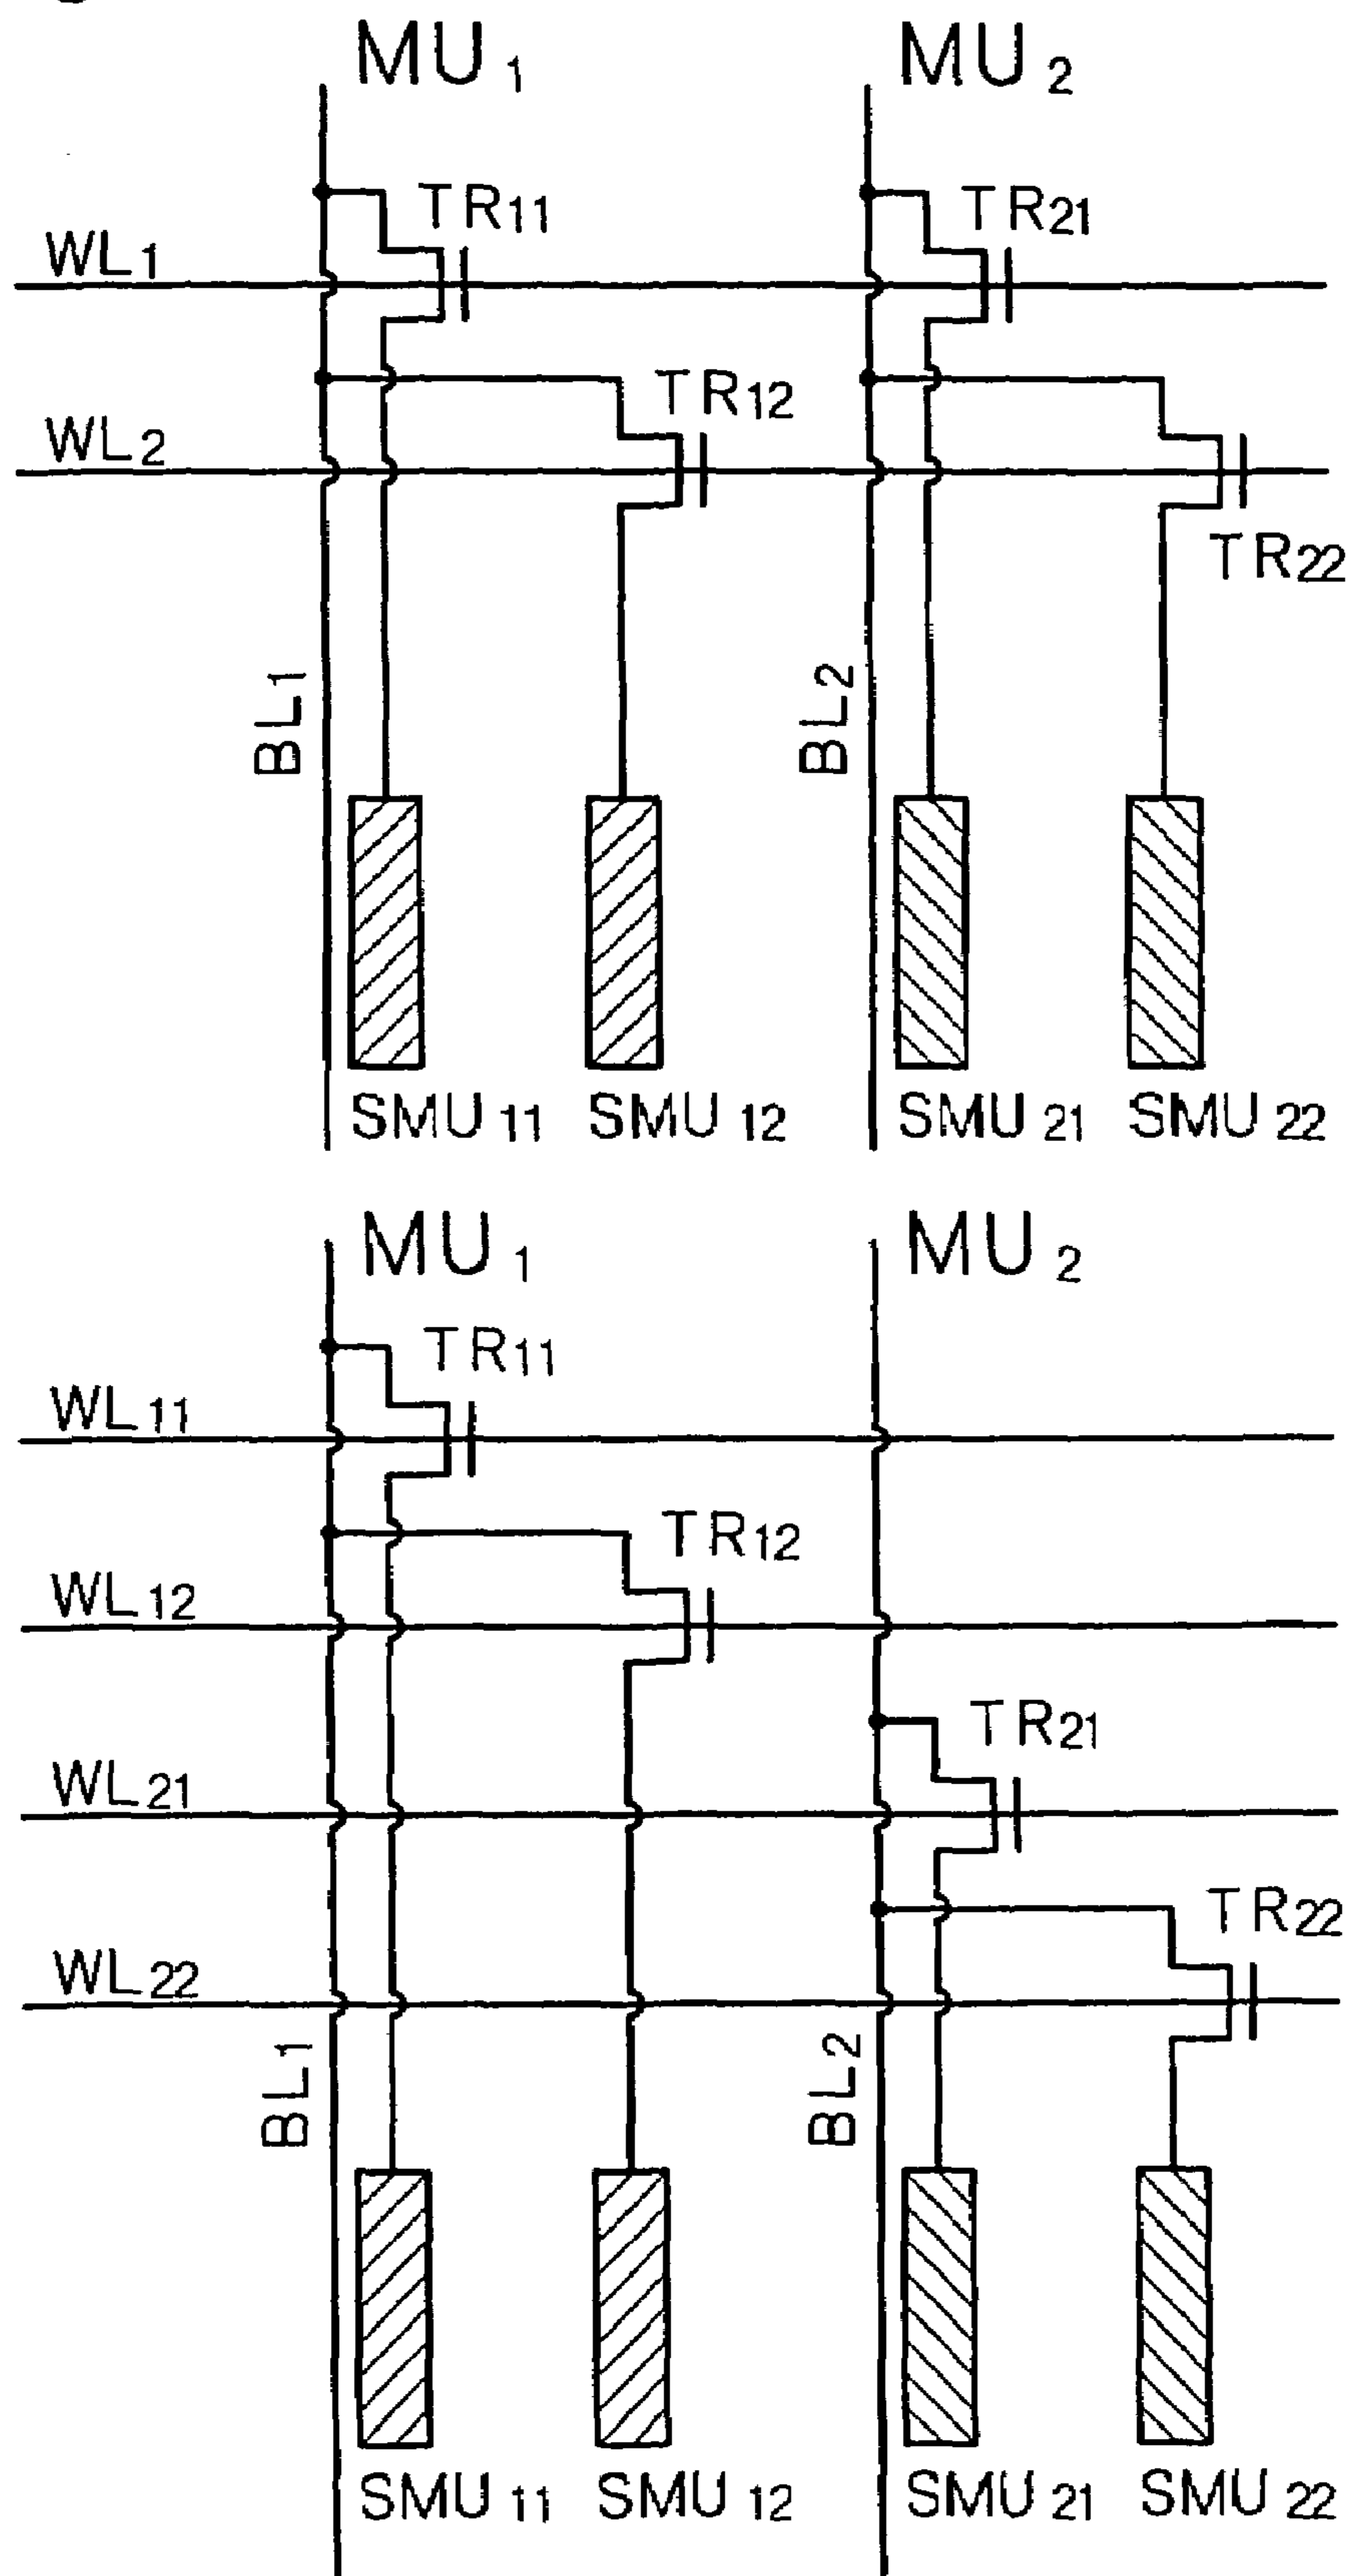 MU1 MU2
TR11 TR21
WL1
TR12
WL2
TR22
BL1 BL2
SMU11 SMU12 SMU21 SMU22
MU1 MU2
TR11
WL11
TR12
WL12
TR21
WL21
TR22
WL22
BL1 BL2
SMU11 SMU12 SMU21 SMU22